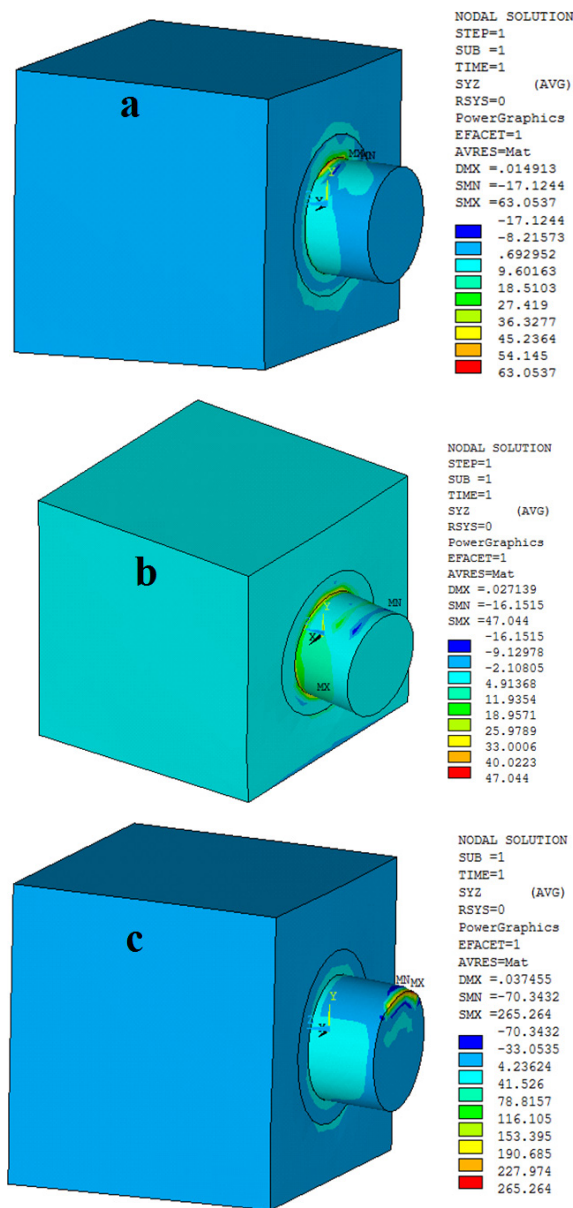 NODAL SOLUTION
STEP=1
SUB =1
TIME=1
SYZ (AVG)
RSYS=0
PowerGraphics
EFACET=1
AVRES=Mat
DMX =.014913
SMN =-17.1244
SMX =63.0537
-17.1244
-8.21573
.692952
9.60163
18.5103
27.419
36.3277
45.2364
54.145
63.0537
a
MX MN
Y
X
NODAL SOLUTION
STEP=1
SUB =1
TIME=1
SYZ (AVG)
RSYS=0
PowerGraphics
EFACET=1
AVRES=Mat
DMX =.027139
SMN =-16.1515
SMX =47.044
-16.1515
-9.12978
-2.10805
4.91368
11.9354
18.9571
25.9789
33.0006
40.0223
47.044
b
MN
Y
X
MX
NODAL SOLUTION
SUB =1
TIME=1
SYZ (AVG)
RSYS=0
PowerGraphics
EFACET=1
AVRES=Mat
DMX =.037455
SMN =-70.3432
SMX =265.264
-70.3432
-33.0535
4.23624
41.526
78.8157
116.105
153.395
190.685
227.974
265.264
c
MN MX
Y
X